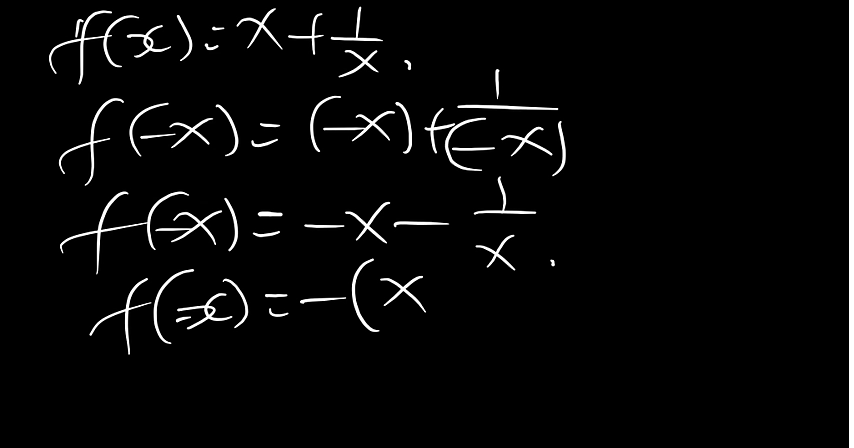 f(x) = x + 1/x.
f(-x) = (-x) + 1/(-x)
f(-x) = -x - 1/x.
f(-x) = -(x